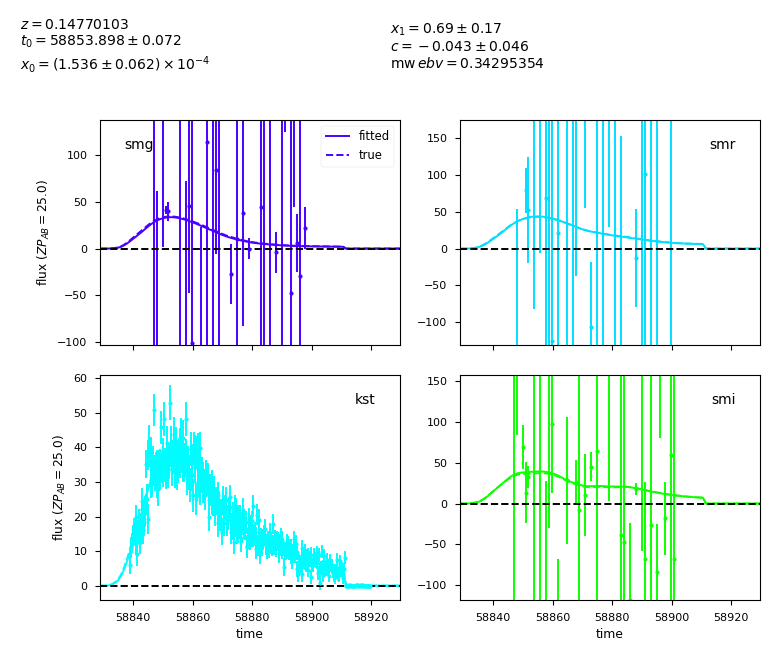 z = 0.14770103
t₀ = 58853.898 ± 0.072
x₀ = (1.536 ± 0.062) × 10⁻⁴
x₁ = 0.69 ± 0.17
c = −0.043 ± 0.046
mw ebv = 0.34295354
smg
fitted
true
100
50
0
−50
−100
flux (ZP_AB = 25.0)
smr
150
100
50
0
−50
−100
kst
60
50
40
30
20
10
0
flux (ZP_AB = 25.0)
58840 58860 58880 58900 58920
time
smi
150
100
50
0
−50
−100
58840 58860 58880 58900 58920
time